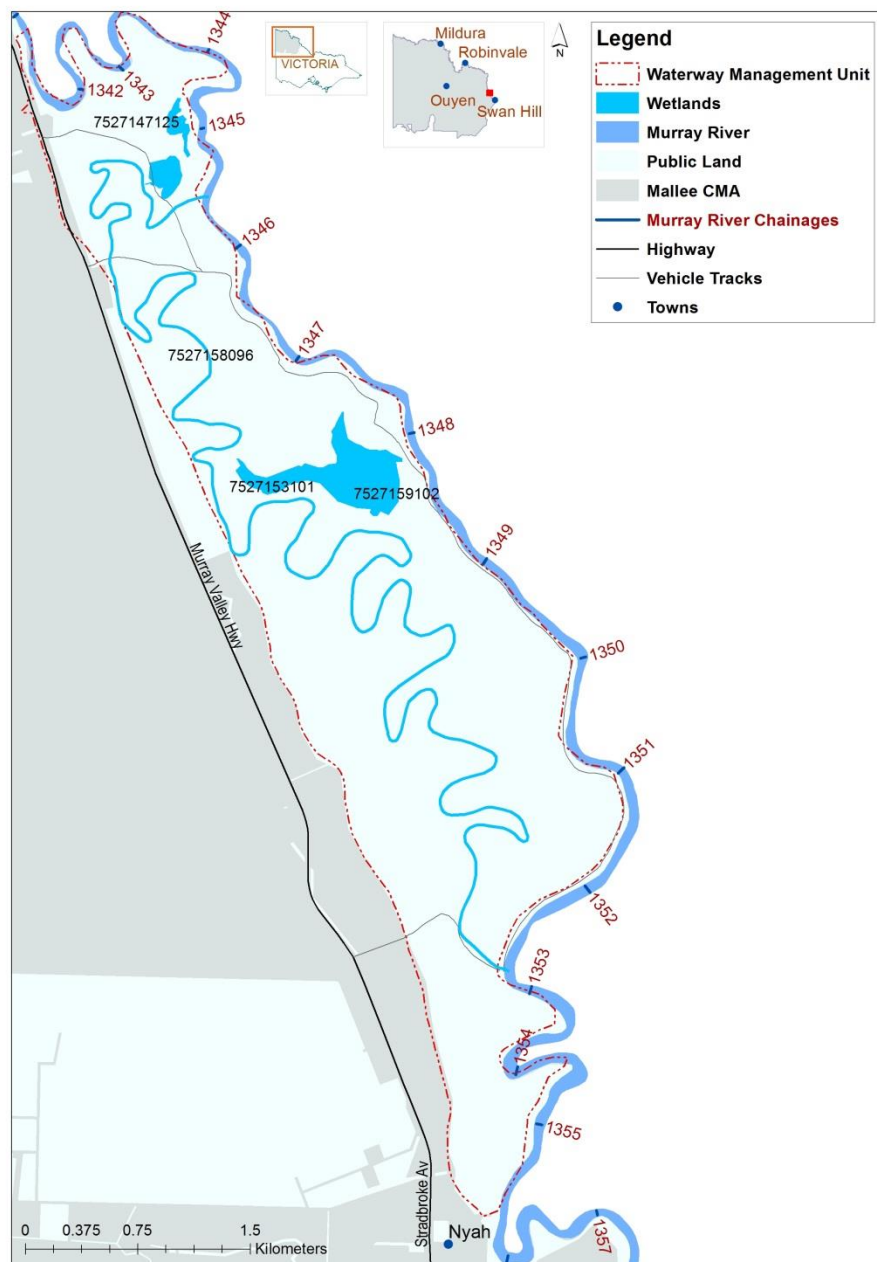 1344
1343
1342
7527147125
1345
1346
1347
7527158096
1348
7527153101
7527159102
1349
Murray Valley Hwy
1350
1351
1352
1353
1354
1355
Stradbroke Av
Nyah
1357
0 0.375 0.75 1.5
Kilometers
VICTORIA
Mildura
Robinvale
Ouyen
Swan Hill
N
Legend
Waterway Management Unit
Wetlands
Murray River
Public Land
Mallee CMA
Murray River Chainages
Highway
Vehicle Tracks
Towns